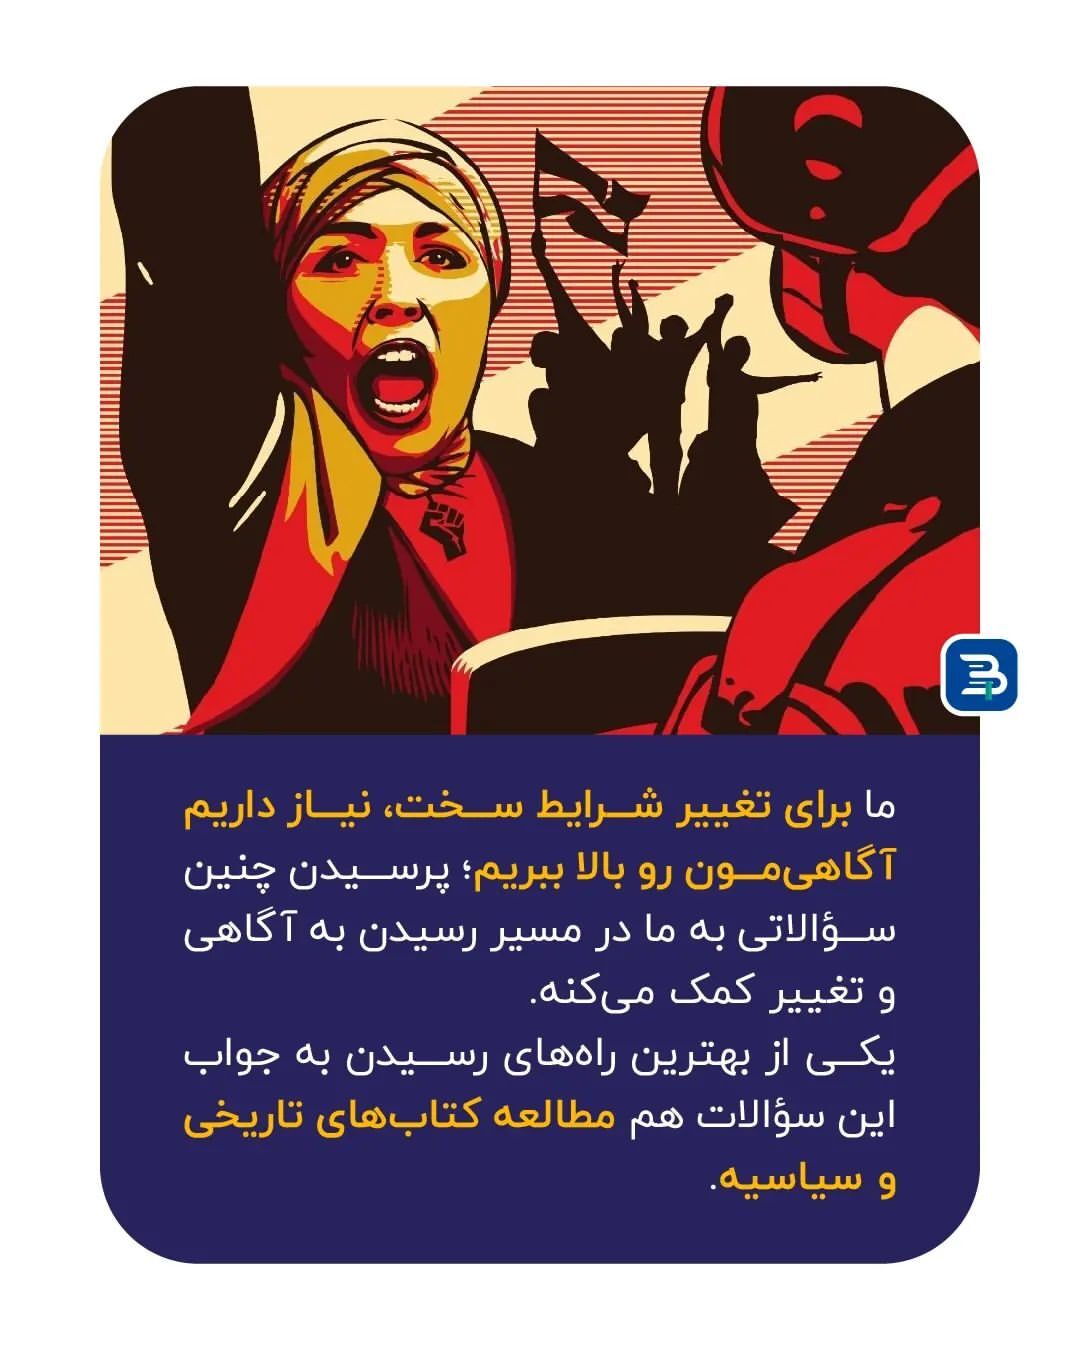 ما برای تغییر شرایط سخت، نیاز داریم
آگاهی‌مون رو بالا ببریم؛ پرسیدن چنین
سؤالاتی به ما در مسیر رسیدن به آگاهی
و تغییر کمک می‌کنه.
یکی از بهترین راه‌های رسیدن به جواب
این سؤالات هم مطالعه کتاب‌های تاریخی
و سیاسیه.